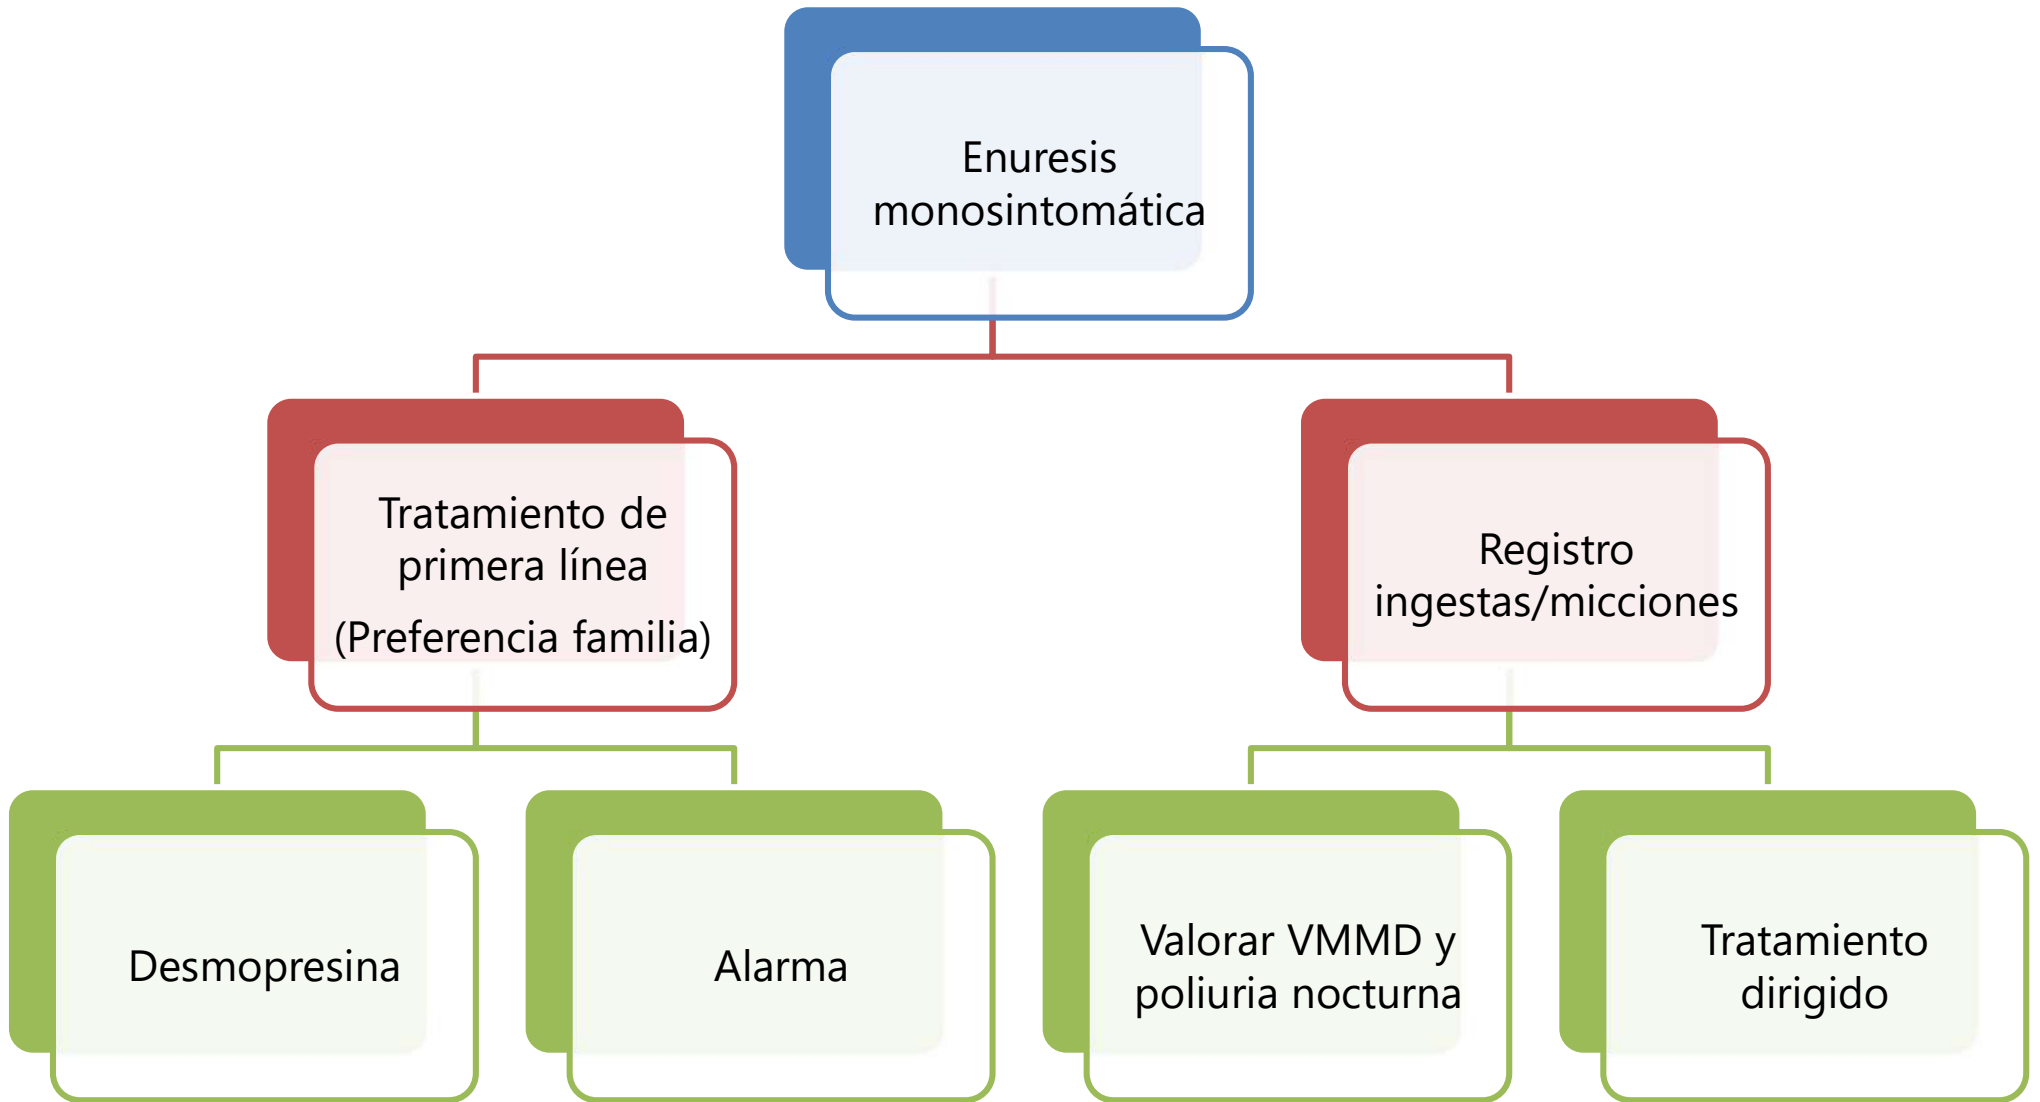 Enuresis
monosintomática
Tratamiento de
primera línea
(Preferencia familia)
Registro
ingestas/micciones
Desmopresina
Alarma
Valorar VMMD y
poliuria nocturna
Tratamiento
dirigido